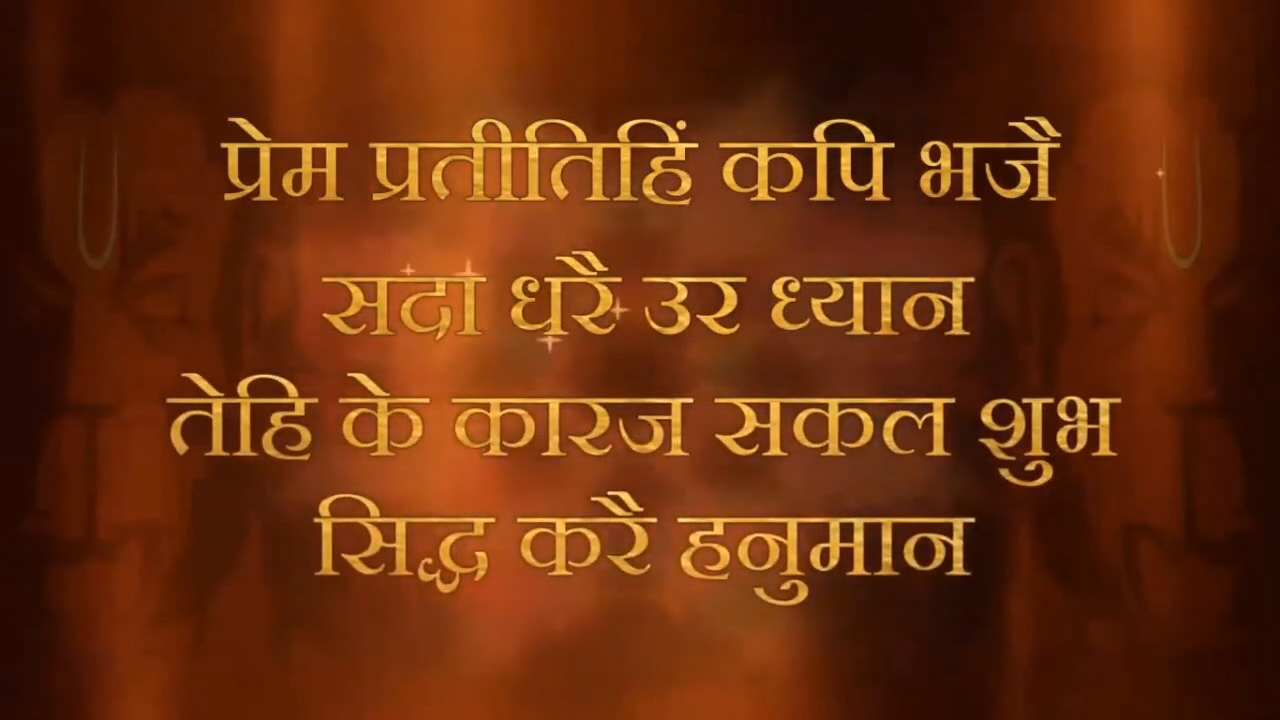 प्रेम प्रतीतिहिं कपि भजै
सदा धरै उर ध्यान
तेहि के कारज सकल शुभ
सिद्ध करै हनुमान